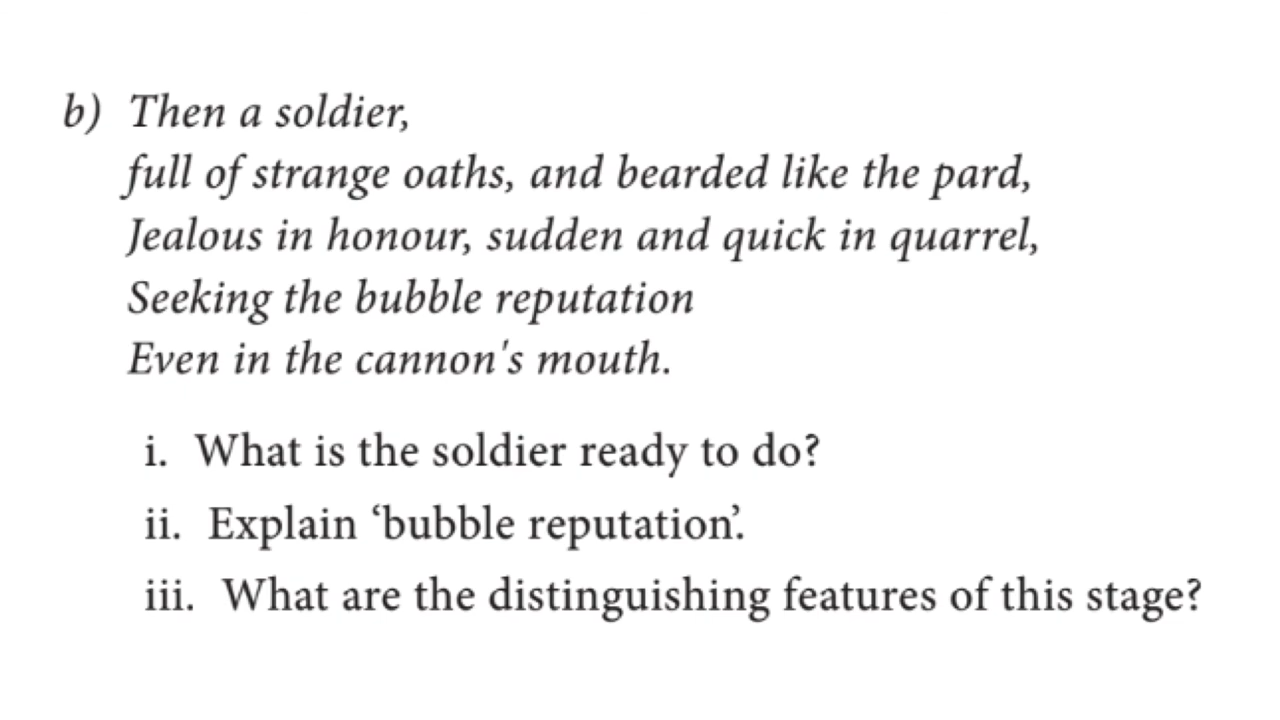 b) Then a soldier,
full of strange oaths, and bearded like the pard,
Jealous in honour, sudden and quick in quarrel,
Seeking the bubble reputation
Even in the cannon's mouth.
i. What is the soldier ready to do?
ii. Explain ‘bubble reputation’.
iii. What are the distinguishing features of this stage?